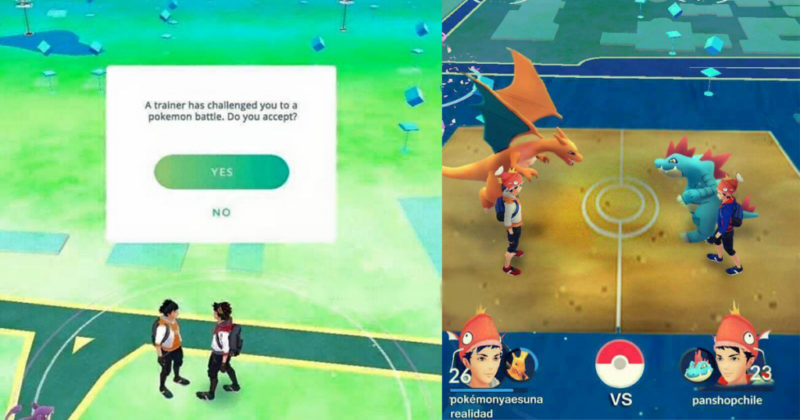 A trainer has challenged you to a
pokemon battle. Do you accept?
YES
NO
26
pokémonyaesuna
realidad
VS
23
panshopchile